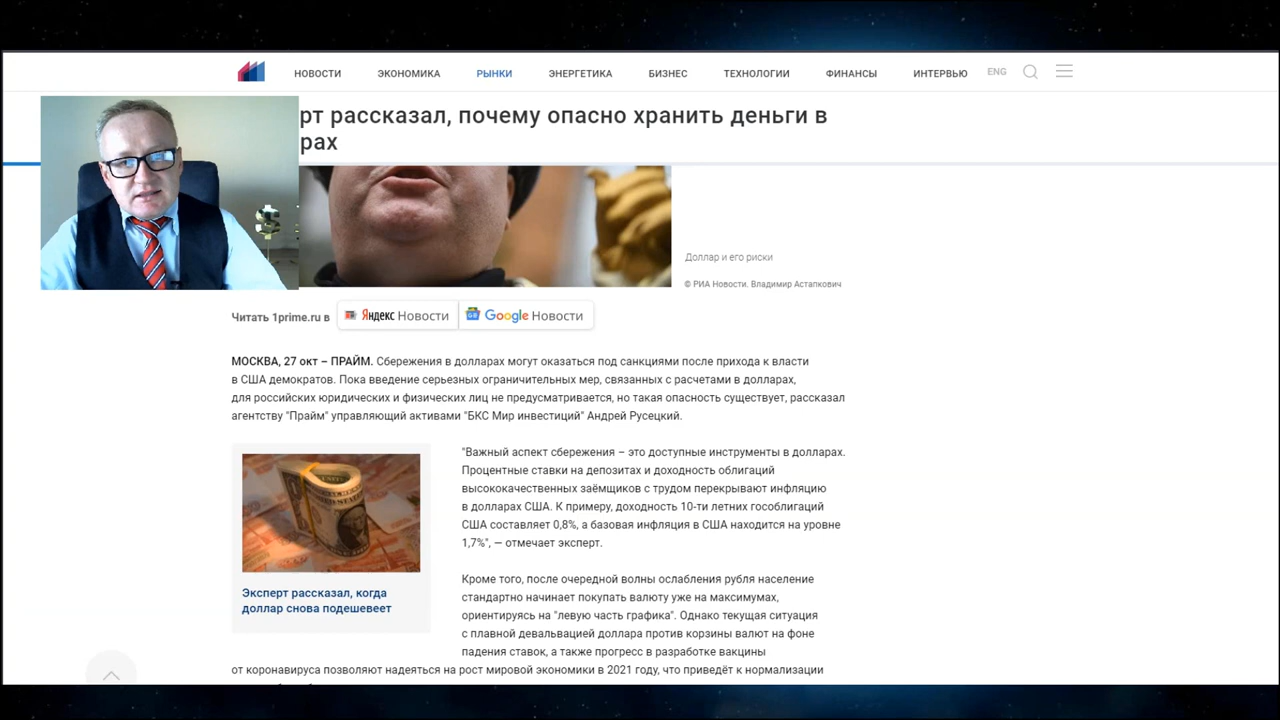 НОВОСТИ ЭКОНОМИКА РЫНКИ ЭНЕРГЕТИКА БИЗНЕС ТЕХНОЛОГИИ ФИНАНСЫ ИНТЕРВЬЮ ENG
рт рассказал, почему опасно хранить деньги в
рах
Доллар и его риски
© РИА Новости. Владимир Астапкович
Читать 1prime.ru в Яндекс Новости Google Новости
МОСКВА, 27 окт – ПРАЙМ. Сбережения в долларах могут оказаться под санкциями после прихода к власти
в США демократов. Пока введение серьезных ограничительных мер, связанных с расчетами в долларах,
для российских юридических и физических лиц не предусматривается, но такая опасность существует, рассказал
агентству "Прайм" управляющий активами "БКС Мир инвестиций" Андрей Русецкий.
"Важный аспект сбережения – это доступные инструменты в долларах.
Процентные ставки на депозитах и доходность облигаций
высококачественных заёмщиков с трудом перекрывают инфляцию
в долларах США. К примеру, доходность 10-ти летних гособлигаций
США составляет 0,8%, а базовая инфляция в США находится на уровне
1,7%", — отмечает эксперт.
Эксперт рассказал, когда
доллар снова подешевеет
Кроме того, после очередной волны ослабления рубля население
стандартно начинает покупать валюту уже на максимумах,
ориентируясь на "левую часть графика". Однако текущая ситуация
с плавной девальвацией доллара против корзины валют на фоне
падения ставок, а также прогресс в разработке вакцины
от коронавируса позволяют надеяться на рост мировой экономики в 2021 году, что приведёт к нормализации